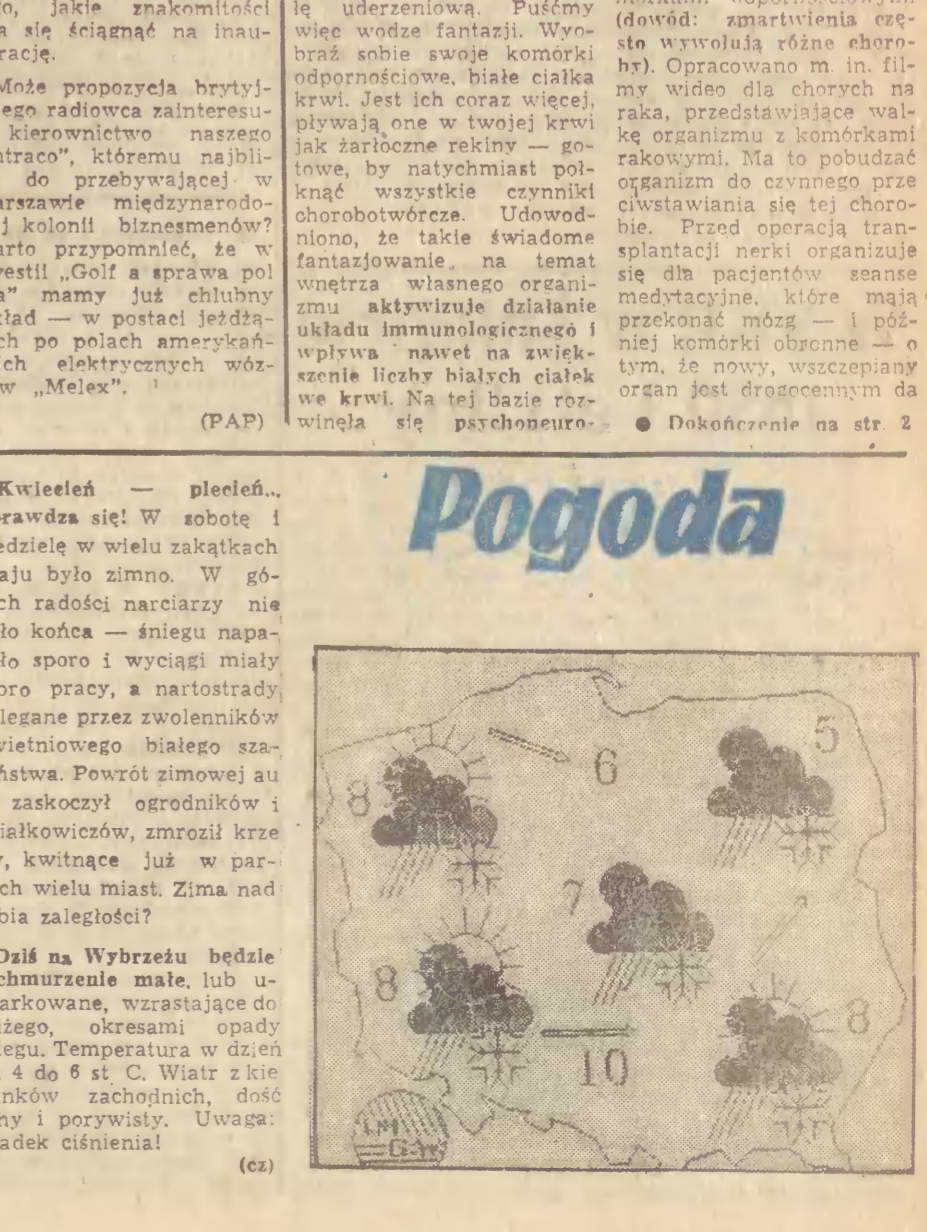 jakie znakomitości
się ściągnąć na inau-
rację.
Może propozycja brytyj-
ego radiowca zainteresu-
kierownictwo naszego
ntraco”, któremu najbli-
do przebywającej w
arszawie międzynarodo-
j kolonii biznesmenów?
arto przypomnieć, że w
estii „Golf a sprawa pol
a” mamy już chlubny
kład — w postaci jeżdżą-
ch po polach amerykań-
ich elektrycznych wóz-
w „Melex”.
(PAP)
lę uderzeniową. Puśćmy
więc wodze fantazji. Wyo-
braź sobie swoje komórki
odpornościowe, białe ciałka
krwi. Jest ich coraz więcej,
pływają one w twojej krwi
jak żarłoczne rekiny — go-
towe, by natychmiast poł-
knąć wszystkie czynniki
chorobotwórcze. Udowod-
niono, że takie świadome
fantazjowanie na temat
wnętrza własnego organi-
zmu aktywizuje działanie
układu immunologicznego i
wpływa nawet na zwięk-
szenie liczby białych ciałek
we krwi. Na tej bazie roz-
winęła się psychoneuro-
(dowód: zmartwienia czę-
sto wywołują różne choro-
by). Opracowano m. in. fil-
my wideo dla chorych na
raka, przedstawiające wal-
kę organizmu z komórkami
rakowymi. Ma to pobudzać
organizm do czynnego prze
ciwstawiania się tej choro-
bie. Przed operacją tran-
splantacji nerki organizuje
się dla pacjentów seanse
medytacyjne, które mają
przekonać mózg — i póź-
niej komórki obronne — o
tym, że nowy, wszczepiany
organ jest drogocennym da
● Dokończenie na str. 2
Kwiecień — plecień...
rawdza się! W sobotę i
edzielę w wielu zakątkach
aju było zimno. W gó-
ch radości narciarzy nie
ło końca — śniegu napa-
ło sporo i wyciągi miały
oro pracy, a nartostrady
legane przez zwolenników
wietniowego białego sza-
ństwa. Powrót zimowej au
zaskoczył ogrodników i
iałkowiczów, zmroził krze
y, kwitnące już w par-
ch wielu miast. Zima nad
bia zaległości?
Dziś na Wybrzeżu będzie
chmurzenie małe, lub u-
arkowane, wzrastające do
żego, okresami opady
iegu. Temperatura w dzień
4 do 6 st. C. Wiatr z kie
nków zachodnich, dość
ny i porywisty. Uwaga:
adek ciśnienia!
(cz)
Pogoda
8
6
5
7
8
10
8